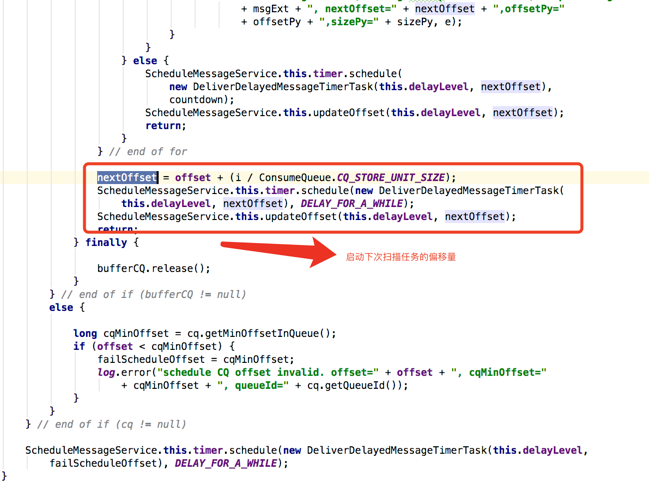 + msgExt + ", nextOffset=" + nextOffset + ",offsetPy="
+ offsetPy + ",sizePy=" + sizePy, e);
}
}
} else {
ScheduleMessageService.this.timer.schedule(
new DeliverDelayedMessageTimerTask(this.delayLevel, nextOffset),
countdown);
ScheduleMessageService.this.updateOffset(this.delayLevel, nextOffset);
return;
}
} // end of for
nextOffset = offset + (i / ConsumeQueue.CQ_STORE_UNIT_SIZE);
ScheduleMessageService.this.timer.schedule(new DeliverDelayedMessageTimerTask(
this.delayLevel, nextOffset), DELAY_FOR_A_WHILE);
ScheduleMessageService.this.updateOffset(this.delayLevel, nextOffset);
return;
} finally {
启动下次扫描任务的偏移量
bufferCQ.release();
}
} // end of if (bufferCQ != null)
else {
long cqMinOffset = cq.getMinOffsetInQueue();
if (offset < cqMinOffset) {
failScheduleOffset = cqMinOffset;
log.error("schedule CQ offset invalid. offset=" + offset + ", cqMinOffset="
+ cqMinOffset + ", queueId=" + cq.getQueueId());
}
}
} // end of if (cq != null)
ScheduleMessageService.this.timer.schedule(new DeliverDelayedMessageTimerTask(this.delayLevel,
failScheduleOffset), DELAY_FOR_A_WHILE);
}